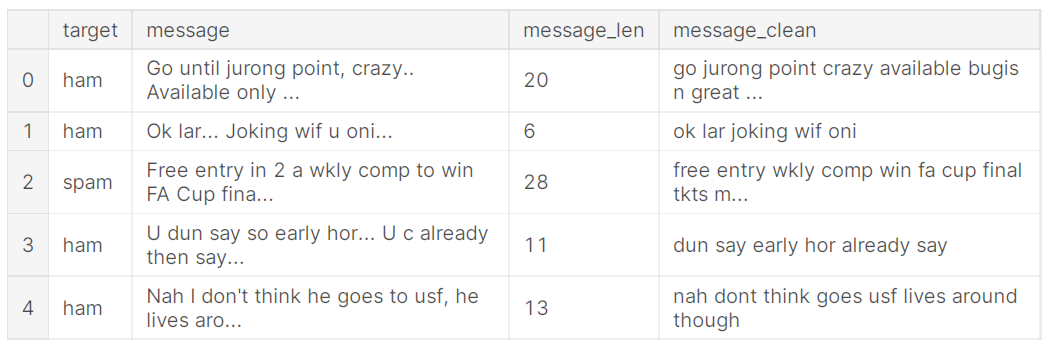 target message message_len message_clean
0 ham Go until jurong point, crazy.. Available only ... 20 go jurong point crazy available bugis n great ...
1 ham Ok lar... Joking wif u oni... 6 ok lar joking wif oni
2 spam Free entry in 2 a wkly comp to win FA Cup fina... 28 free entry wkly comp win fa cup final tkts m...
3 ham U dun say so early hor... U c already then say... 11 dun say early hor already say
4 ham Nah I don't think he goes to usf, he lives aro... 13 nah dont think goes usf lives around though